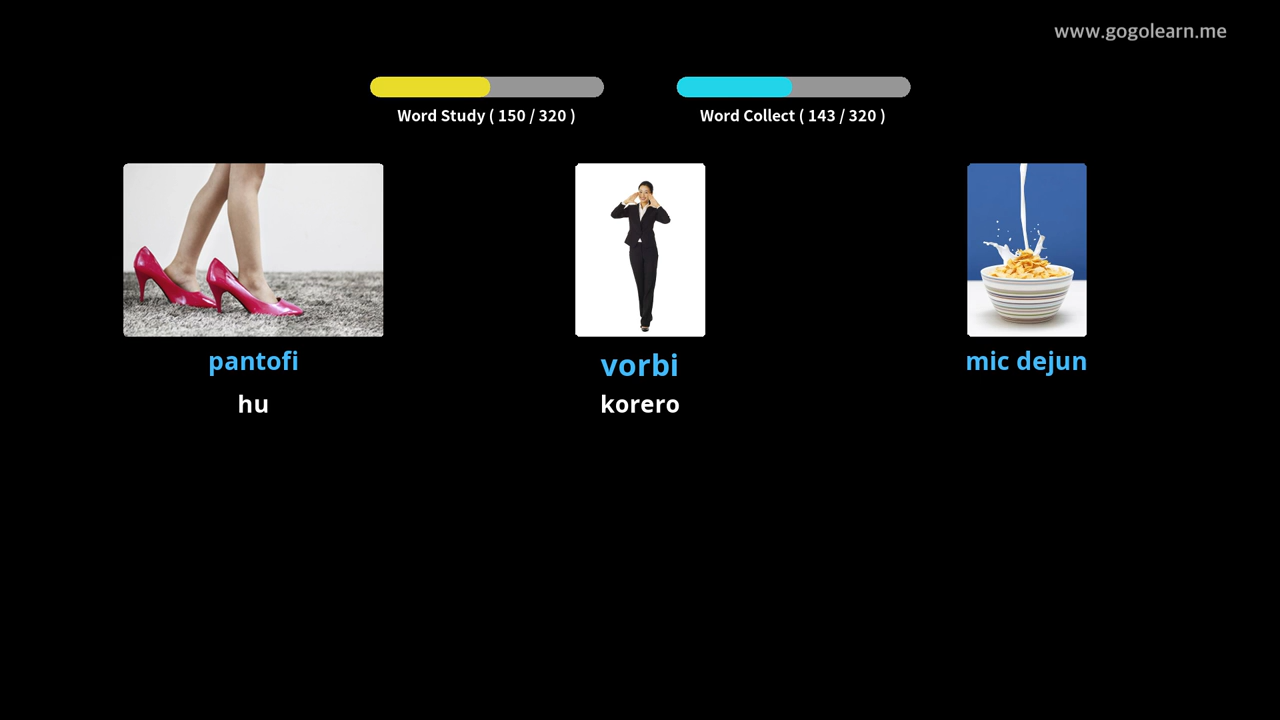 www.gogolearn.me
Word Study ( 150 / 320 )
Word Collect ( 143 / 320 )
pantofi
vorbi
mic dejun
hu
korero